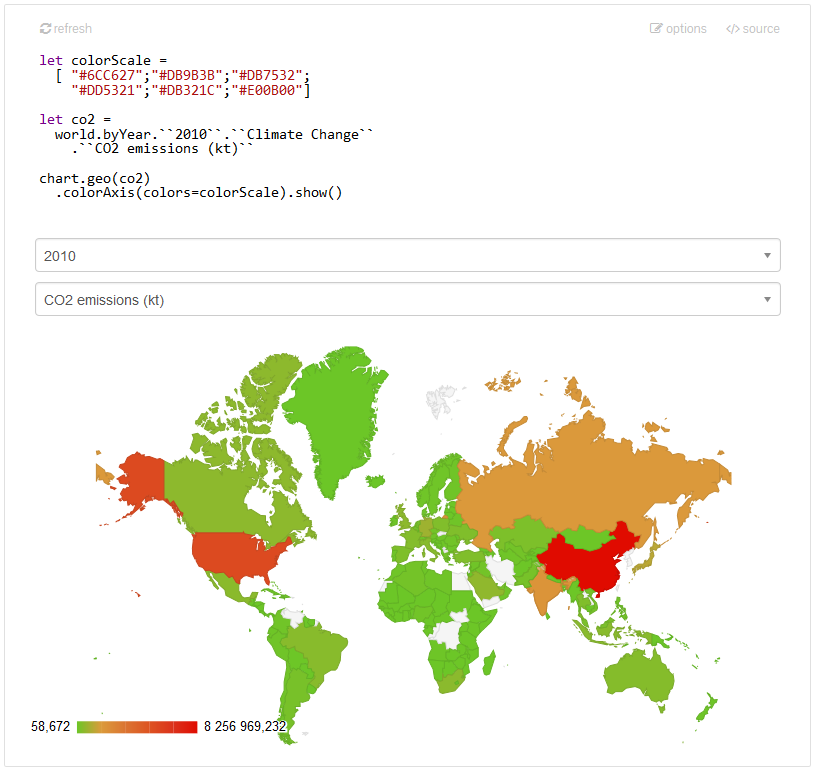 refresh options source
let colorScale =
[ "#6CC627";"#DB9B3B";"#DB7532";
"#DD5321";"#DB321C";"#E00B00"]
let co2 =
world.byYear.``2010``.``Climate Change``
.``CO2 emissions (kt)``
chart.geo(co2)
.colorAxis(colors=colorScale).show()
2010
CO2 emissions (kt)
58,672 8 256 969,232